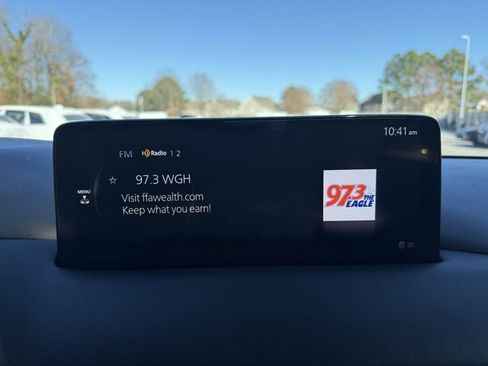 10:41 am
FM HD Radio 1 2
97.3 WGH
MENU
Visit ffawealth.com
Keep what you earn!
97.3 THE
EAGLE